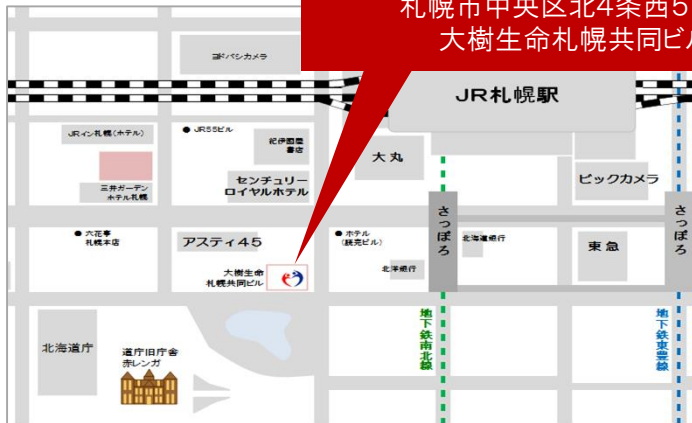 札幌市中央区北4条西5
大樹生命札幌共同ビル
ヨドバシカメラ
JR札幌駅
JRイン札幌(ホテル)
JR55ビル
紀伊國屋
書店
大丸
ビックカメラ
三井ガーデン
ホテル札幌
センチュリー
ロイヤルホテル
さっぽろ
さっぽろ
六花亭
札幌本店
アスティ45
ホテル
(読売ビル)
北海道銀行
東急
大樹生命
札幌共同ビル
北洋銀行
北海道庁
道庁旧庁舎
赤レンガ
地下鉄南北線
地下鉄東豊線